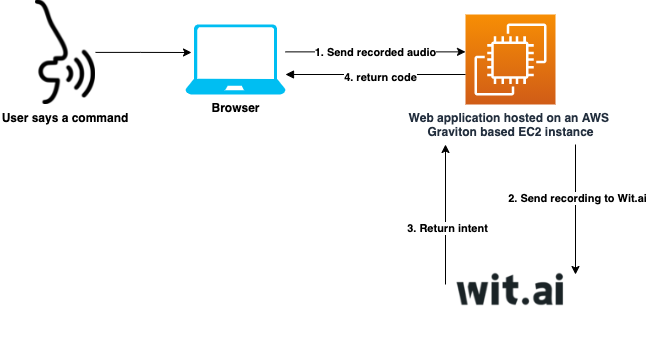 1. Send recorded audio
4. return code
Browser
User says a command
Web application hosted on an AWS
Graviton based EC2 instance
2. Send recording to Wit.ai
3. Return intent
wit.ai